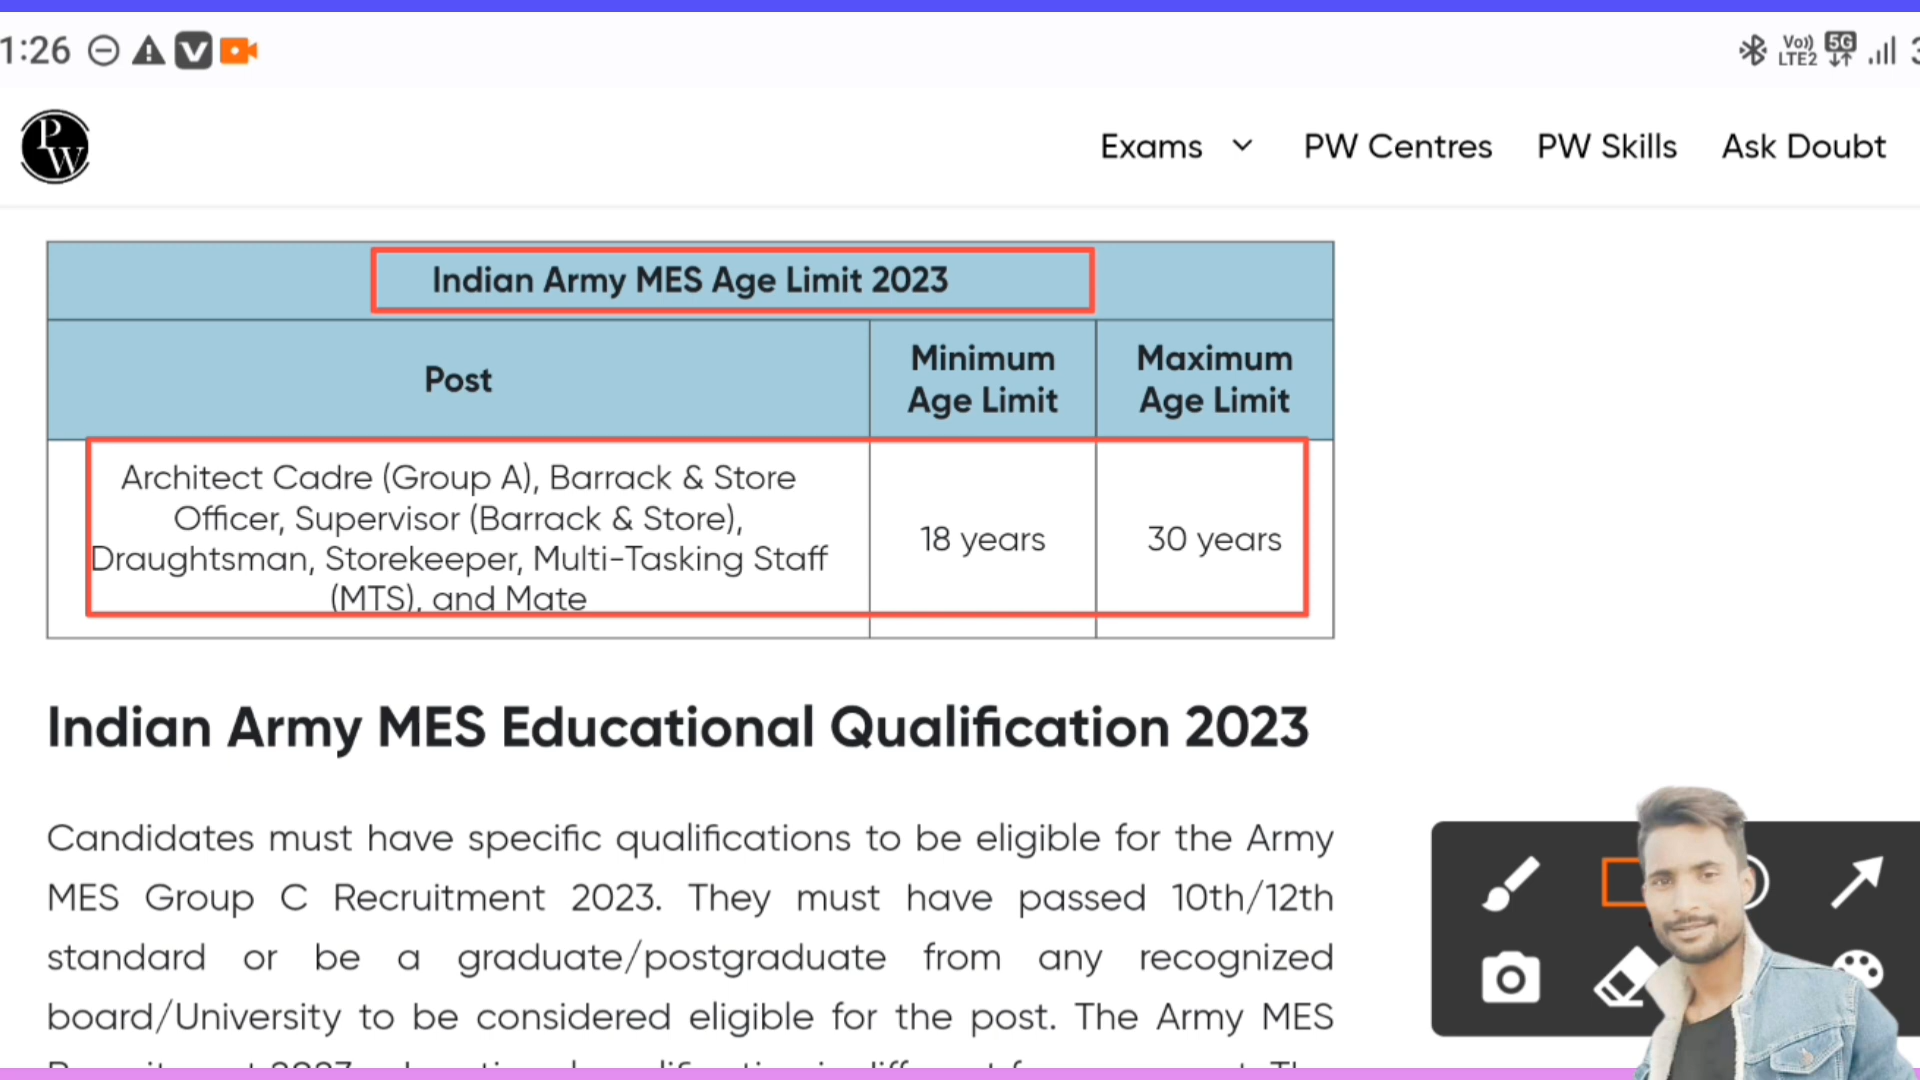 1:26
Vo)) LTE2 5G
PW
Exams PW Centres PW Skills Ask Doubt
Indian Army MES Age Limit 2023
Post
Minimum Age Limit
Maximum Age Limit
Architect Cadre (Group A), Barrack & Store
Officer, Supervisor (Barrack & Store),
Draughtsman, Storekeeper, Multi-Tasking Staff
(MTS), and Mate
18 years
30 years
Indian Army MES Educational Qualification 2023
Candidates must have specific qualifications to be eligible for the Army
MES Group C Recruitment 2023. They must have passed 10th/12th
standard or be a graduate/postgraduate from any recognized
board/University to be considered eligible for the post. The Army MES